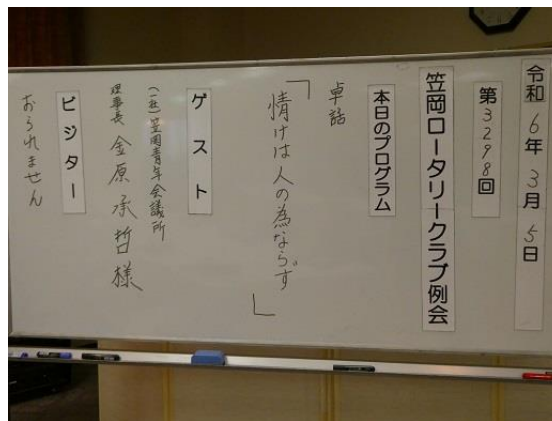 令和6年3月5日
第3298回
笠岡ロータリークラブ例会
本日のプログラム
卓話
「情けは人の為ならず」
ゲスト
(一社)笠岡青年会議所
理事長 金原承哲様
ビジター
おられません